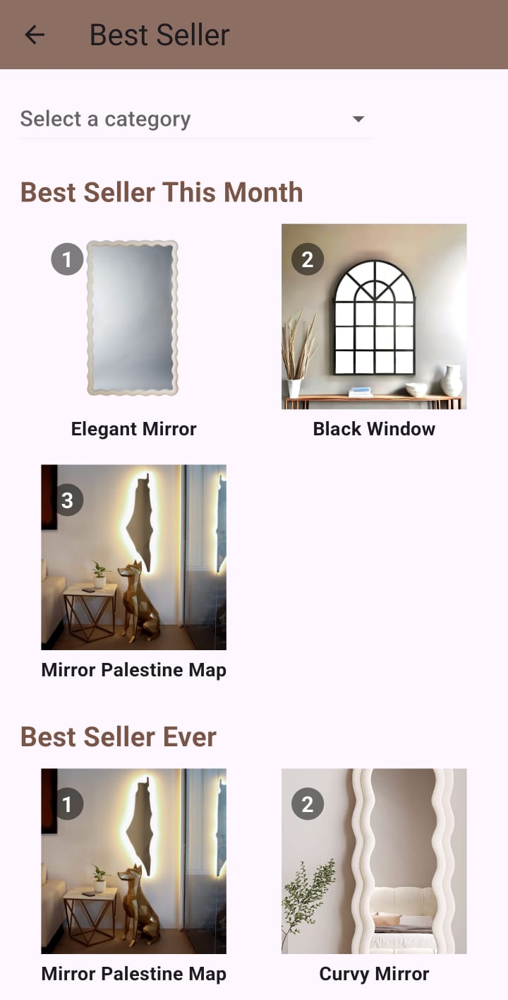 Best Seller
Select a category
Best Seller This Month
1
2
Elegant Mirror
Black Window
3
Mirror Palestine Map
Best Seller Ever
1
2
Mirror Palestine Map
Curvy Mirror